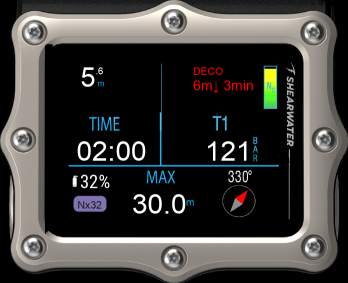 DECO
5.6 m
6m↓ 3min
N₂
TIME T1
02:00 121 BAR
32% MAX 330°
Nx32 30.0m
SHEARWATER